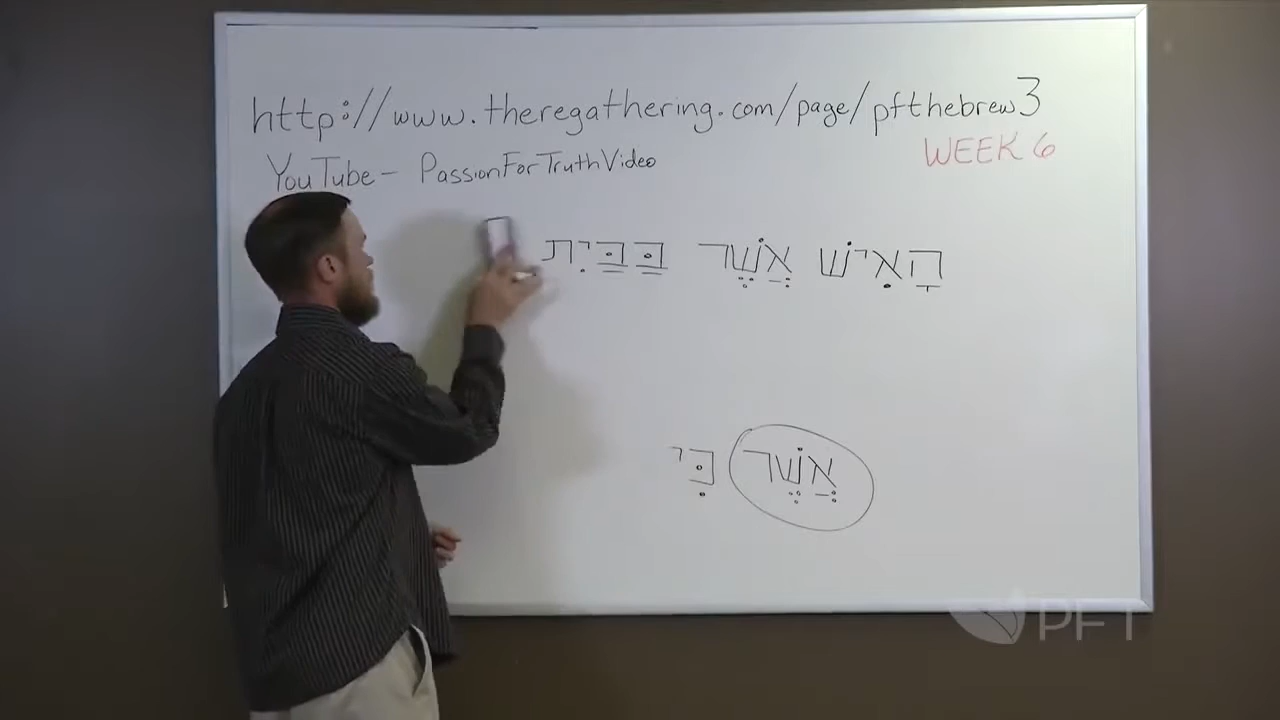 http://www.theregathering.com/page/pfthebrew3
WEEK 6
YouTube - PassionForTruthVideo
הָאִישׁ אֲשֶׁר בַּבַּיִת
אֲשֶׁר כִּי
PFT